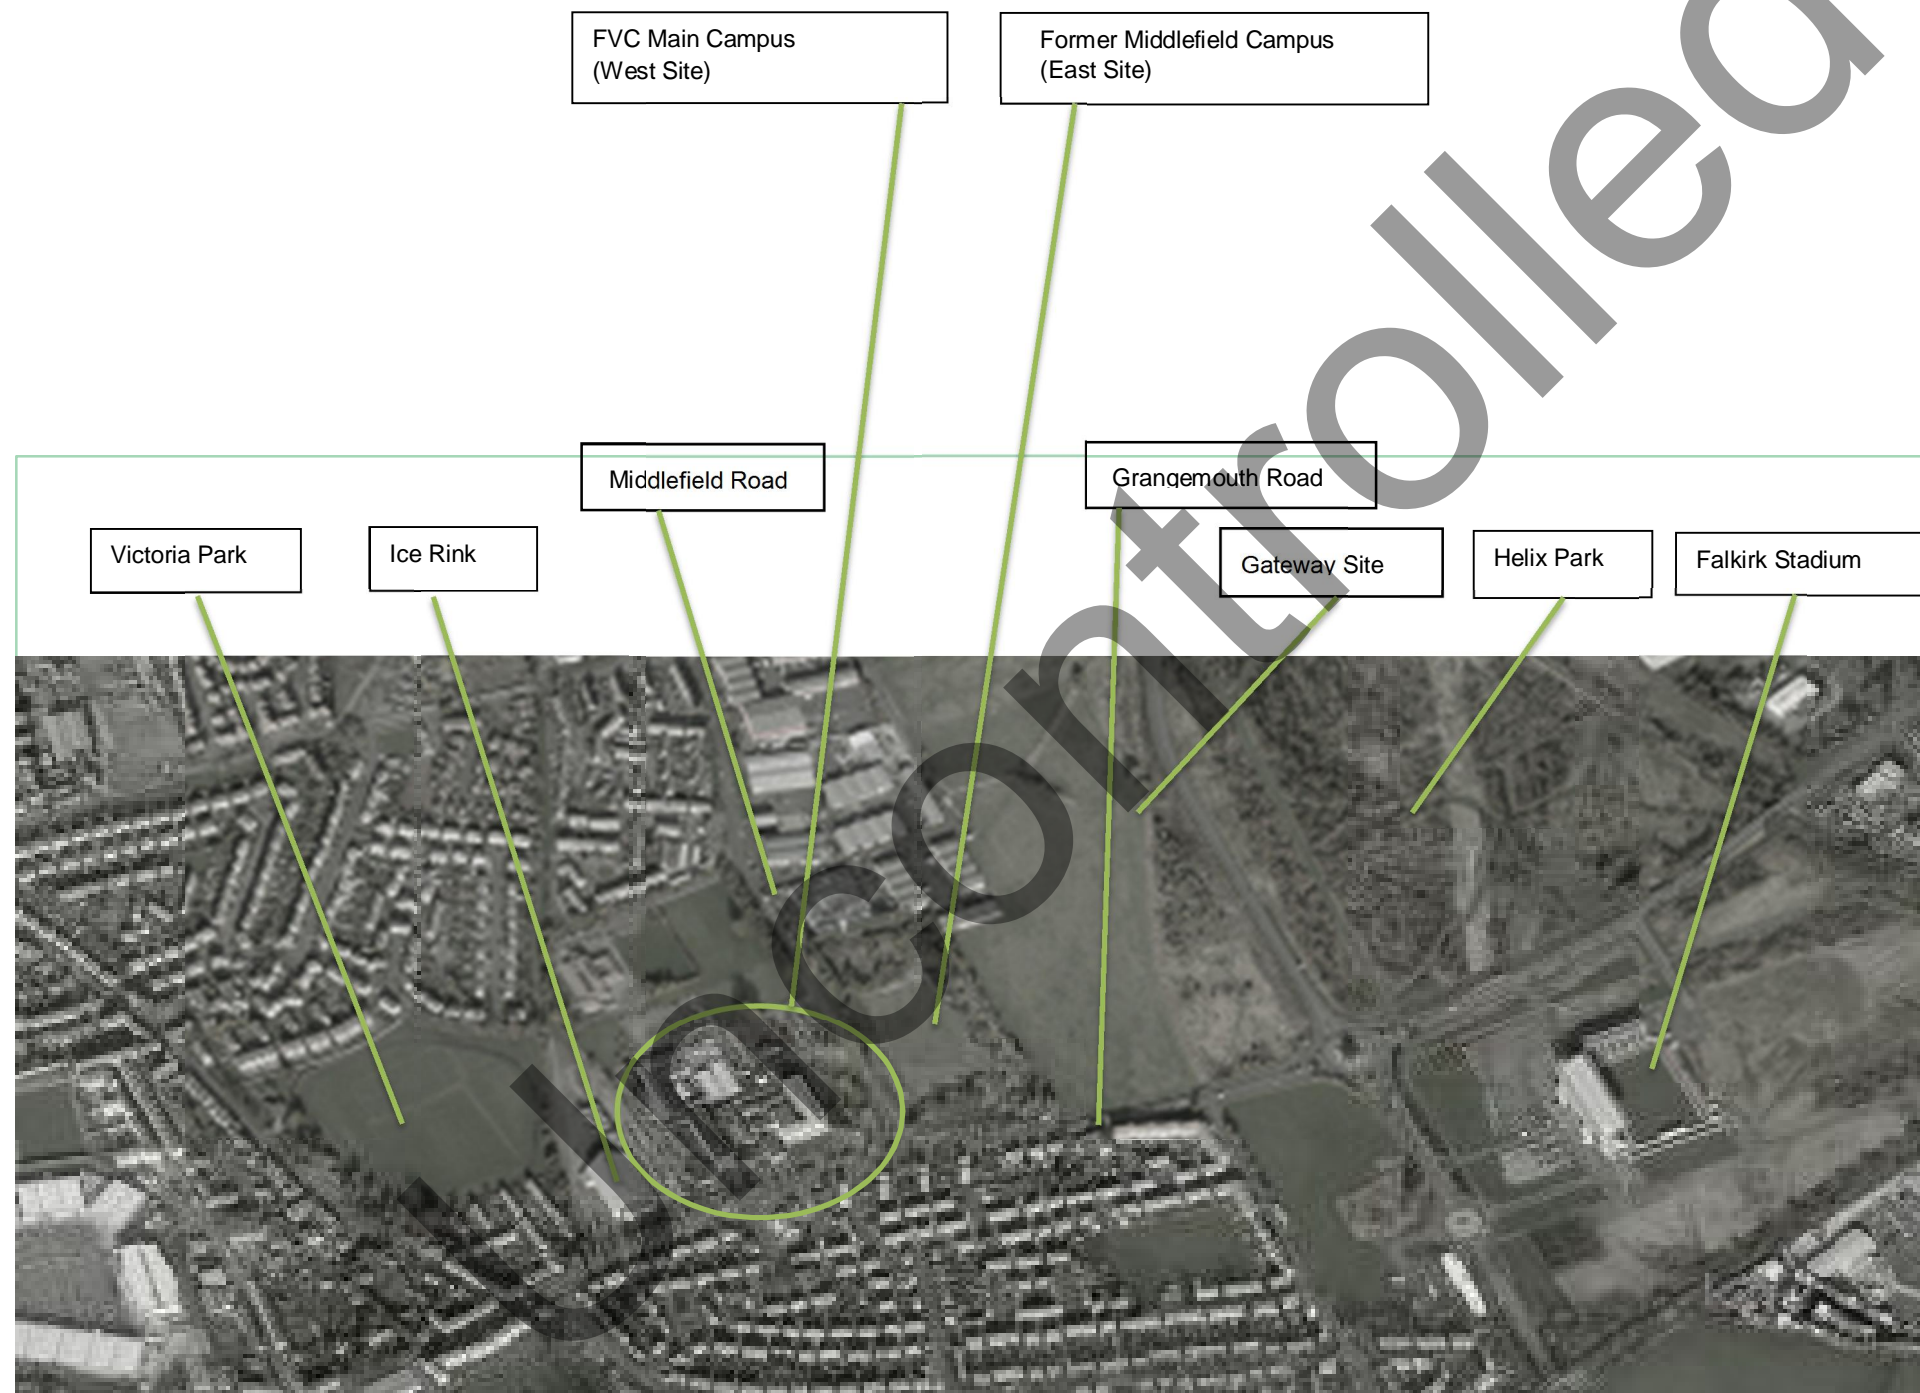 FVC Main Campus
(West Site)
Former Middlefield Campus
(East Site)
Middlefield Road
Grangemouth Road
Victoria Park
Ice Rink
Gateway Site
Helix Park
Falkirk Stadium
Uncontrolled